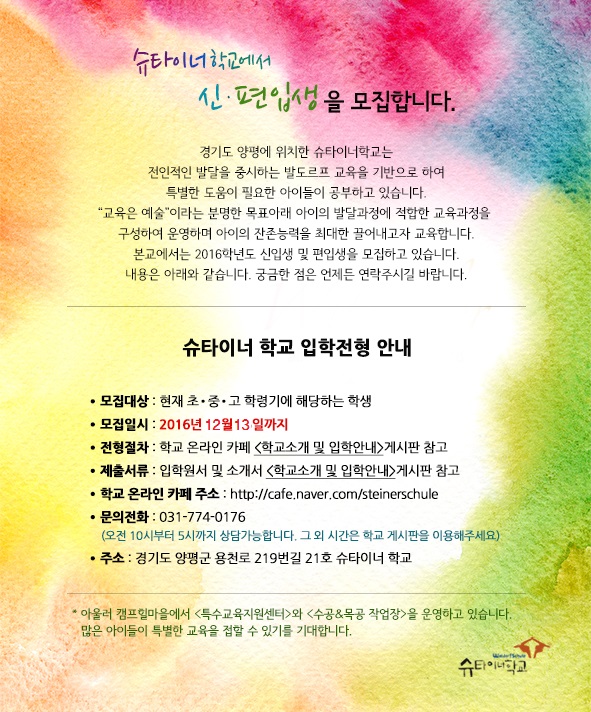 슈타이너학교에서
신·편입생을 모집합니다.
경기도 양평에 위치한 슈타이너학교는
전인적인 발달을 중시하는 발도르프 교육을 기반으로 하여
특별한 도움이 필요한 아이들이 공부하고 있습니다.
“교육은 예술”이라는 분명한 목표아래 아이의 발달과정에 적합한 교육과정을
구성하여 운영하며 아이의 잔존능력을 최대한 끌어내고자 교육합니다.
본교에서는 2016학년도 신입생 및 편입생을 모집하고 있습니다.
내용은 아래와 같습니다. 궁금한 점은 언제든 연락주시길 바랍니다.
슈타이너 학교 입학전형 안내
• 모집대상 : 현재 초•중•고 학령기에 해당하는 학생
• 모집일시 : 2016년 12월13일까지
• 전형절차 : 학교 온라인 카페 <학교소개 및 입학안내>게시판 참고
• 제출서류 : 입학원서 및 소개서 <학교소개 및 입학안내>게시판 참고
• 학교 온라인 카페 주소 : http://cafe.naver.com/steinerschule
• 문의전화 : 031-774-0176
(오전 10시부터 5시까지 상담가능합니다. 그 외 시간은 학교 게시판을 이용해주세요)
• 주소 : 경기도 양평군 용천로 219번길 21호 슈타이너 학교
* 아울러 캠프힐마을에서 <특수교육지원센터>와 <수공&목공 작업장>을 운영하고 있습니다.
많은 아이들이 특별한 교육을 접할 수 있기를 기대합니다.
슈타이너학교